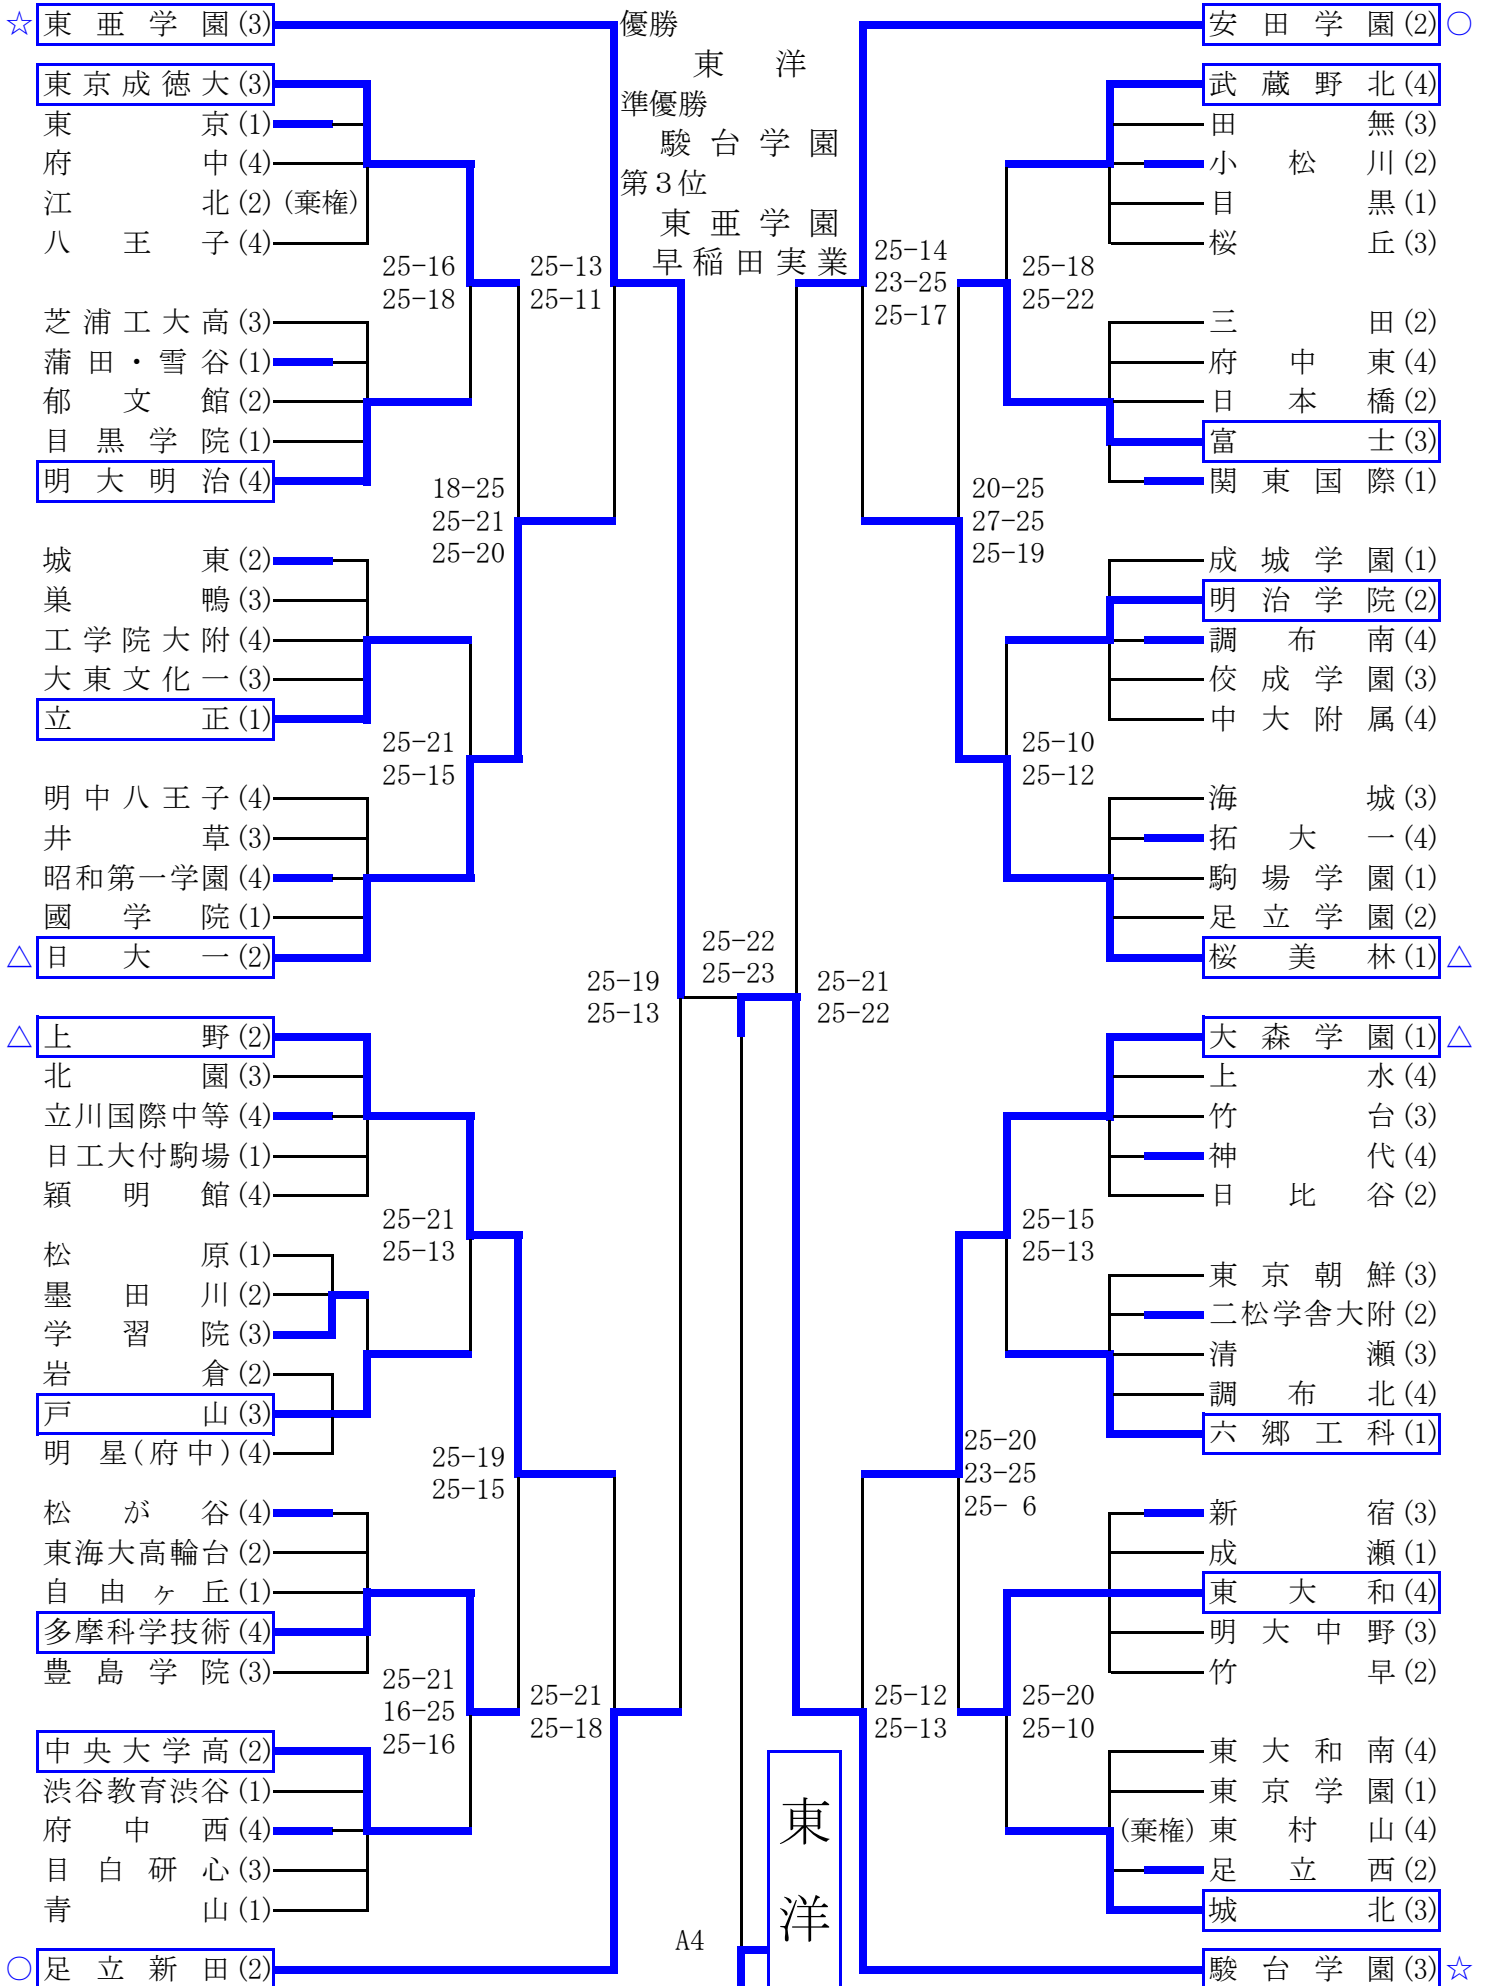 ☆東亜学園(3)
東京成徳大(3)
東京(1)
府中(4)
江北(2)(棄権)
八王子(4)
25-16
25-18
25-13
25-11
芝浦工大高(3)
蒲田・雪谷(1)
郁文館(2)
目黒学院(1)
明大明治(4)
18-25
25-21
25-20
城東(2)
巣鴨(3)
工学院大附(4)
大東文化一(3)
立正(1)
25-21
25-15
明中八王子(4)
井草(3)
昭和第一学園(4)
國学院(1)
△日大一(2)
25-19
25-13
△上野(2)
北園(3)
立川国際中等(4)
日工大付駒場(1)
穎明館(4)
25-21
25-13
松原(1)
墨田川(2)
学習院(3)
岩倉(2)
戸山(3)
明星(府中)(4)
25-19
25-15
松が谷(4)
東海大高輪台(2)
自由ヶ丘(1)
多摩科学技術(4)
豊島学院(3)
25-21
16-25
25-16
25-21
25-18
中央大学高(2)
渋谷教育渋谷(1)
府中西(4)
目白研心(3)
青山(1)
○足立新田(2)
優勝
東洋
準優勝
駿台学園
第３位
東亜学園
早稲田実業
25-22
25-23
A4
東洋
安田学園(2)○
武蔵野北(4)
田無(3)
小松川(2)
目黒(1)
桜丘(3)
25-14
23-25
25-17
25-18
25-22
三田(2)
府中東(4)
日本橋(2)
富士(3)
関東国際(1)
20-25
27-25
25-19
成城学園(1)
明治学院(2)
調布南(4)
佼成学園(3)
中大附属(4)
25-10
25-12
海城(3)
拓大一(4)
駒場学園(1)
足立学園(2)
桜美林(1)△
25-21
25-22
大森学園(1)△
上水(4)
竹台(3)
神代(4)
日比谷(2)
25-15
25-13
東京朝鮮(3)
二松学舎大附(2)
清瀬(3)
調布北(4)
六郷工科(1)
25-20
23-25
25- 6
新宿(3)
成瀬(1)
東大和(4)
明大中野(3)
竹早(2)
25-12
25-13
25-20
25-10
東大和南(4)
東京学園(1)
(棄権)東村山(4)
足立西(2)
城北(3)
駿台学園(3)☆